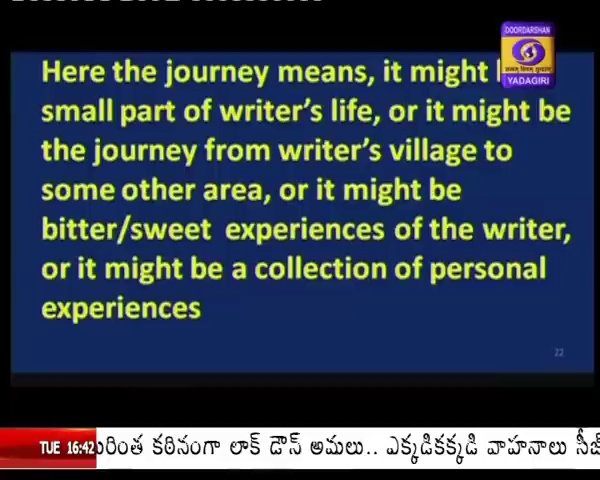 DOORDARSHAN
YADAGIRI
Here the journey means, it might
small part of writer's life, or it might be
the journey from writer's village to
some other area, or it might be
bitter/sweet experiences of the writer,
or it might be a collection of personal
experiences
22
TUE 16:42 కఠినంగా లాక్ డౌన్ అమలు.. ఎక్కడికక్కడి వాహనాలు